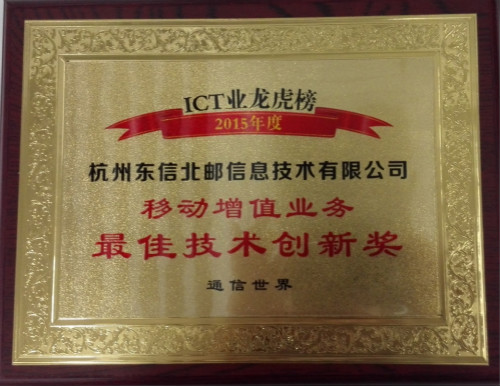 ICT业龙虎榜
2015年度
杭州东信北邮信息技术有限公司
移动增值业务
最佳技术创新奖
通信世界